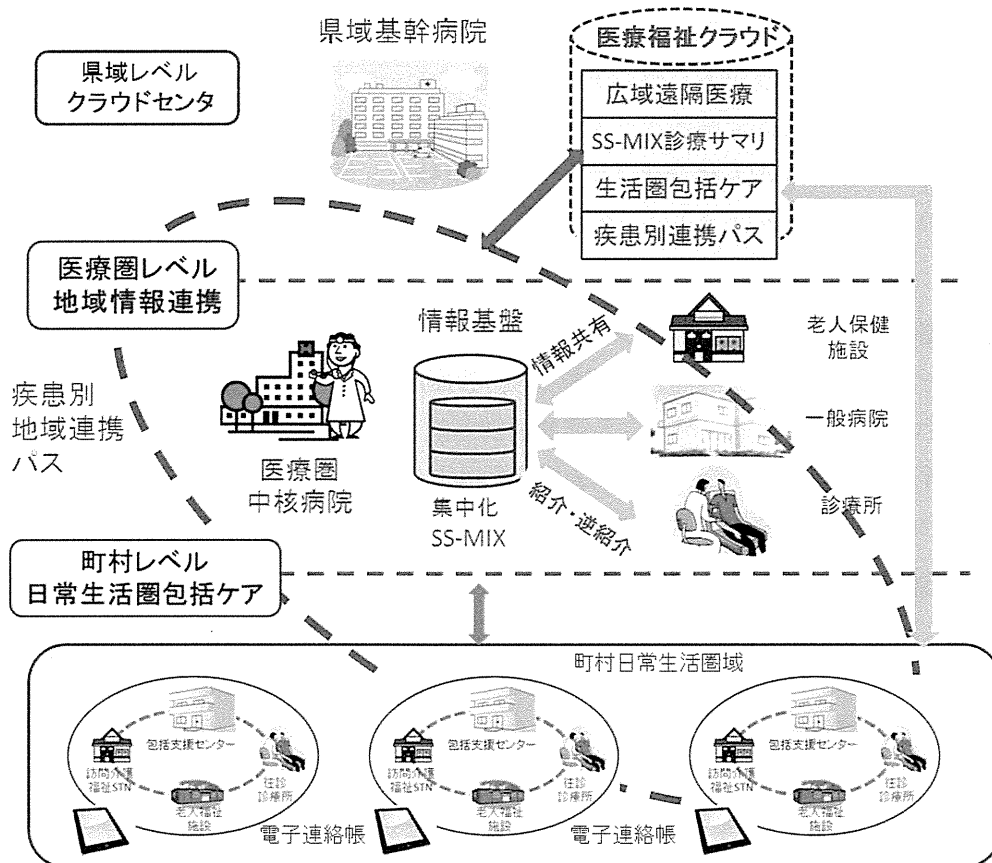 県域基幹病院
医療福祉クラウド
県域レベル
クラウドセンタ
広域遠隔医療
SS-MIX診療サマリ
生活圏包括ケア
疾患別連携パス
医療圏レベル
地域情報連携
情報基盤
情報共有
老人保健
施設
疾患別
地域連携
パス
一般病院
医療圏
中核病院
集中化
SS-MIX
紹介・逆紹介
診療所
町村レベル
日常生活圏包括ケア
町村日常生活圏域
包括支援センター
訪問介護
福祉STN
往診
診療所
老人福祉
施設
包括支援センター
訪問介護
福祉STN
往診
診療所
老人福祉
施設
包括支援センター
訪問介護
福祉STN
往診
診療所
老人福祉
施設
電子連絡帳
電子連絡帳